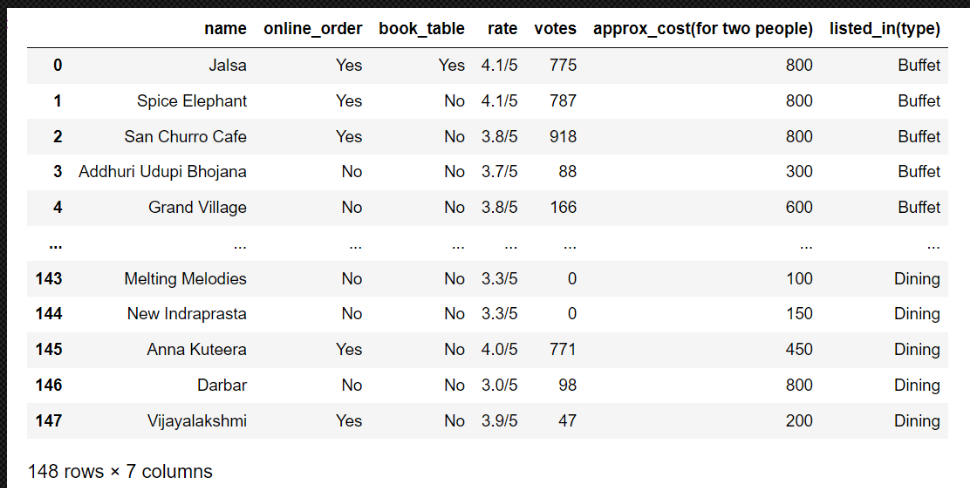 name online_order book_table rate votes approx_cost(for two people) listed_in(type)
0 Jalsa Yes Yes 4.1/5 775 800 Buffet
1 Spice Elephant Yes No 4.1/5 787 800 Buffet
2 San Churro Cafe Yes No 3.8/5 918 800 Buffet
3 Addhuri Udupi Bhojana No No 3.7/5 88 300 Buffet
4 Grand Village No No 3.8/5 166 600 Buffet
... ... ... ... ... ... ... ...
143 Melting Melodies No No 3.3/5 0 100 Dining
144 New Indraprasta No No 3.3/5 0 150 Dining
145 Anna Kuteera Yes No 4.0/5 771 450 Dining
146 Darbar No No 3.0/5 98 800 Dining
147 Vijayalakshmi Yes No 3.9/5 47 200 Dining
148 rows × 7 columns